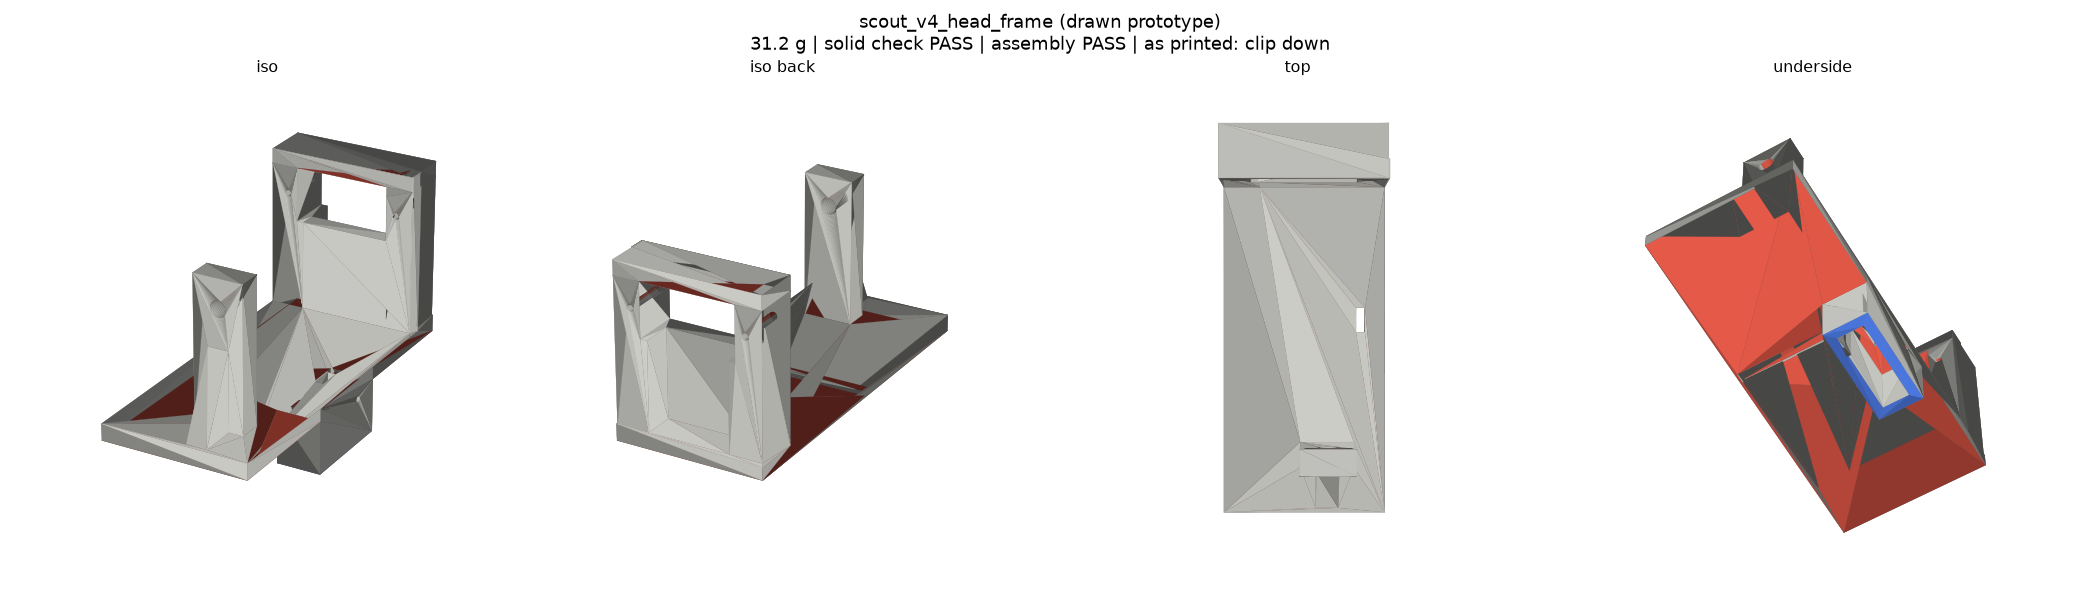 scout_v4_head_frame (drawn prototype)
31.2 g | solid check PASS | assembly PASS | as printed: clip down
iso
iso back
top
underside